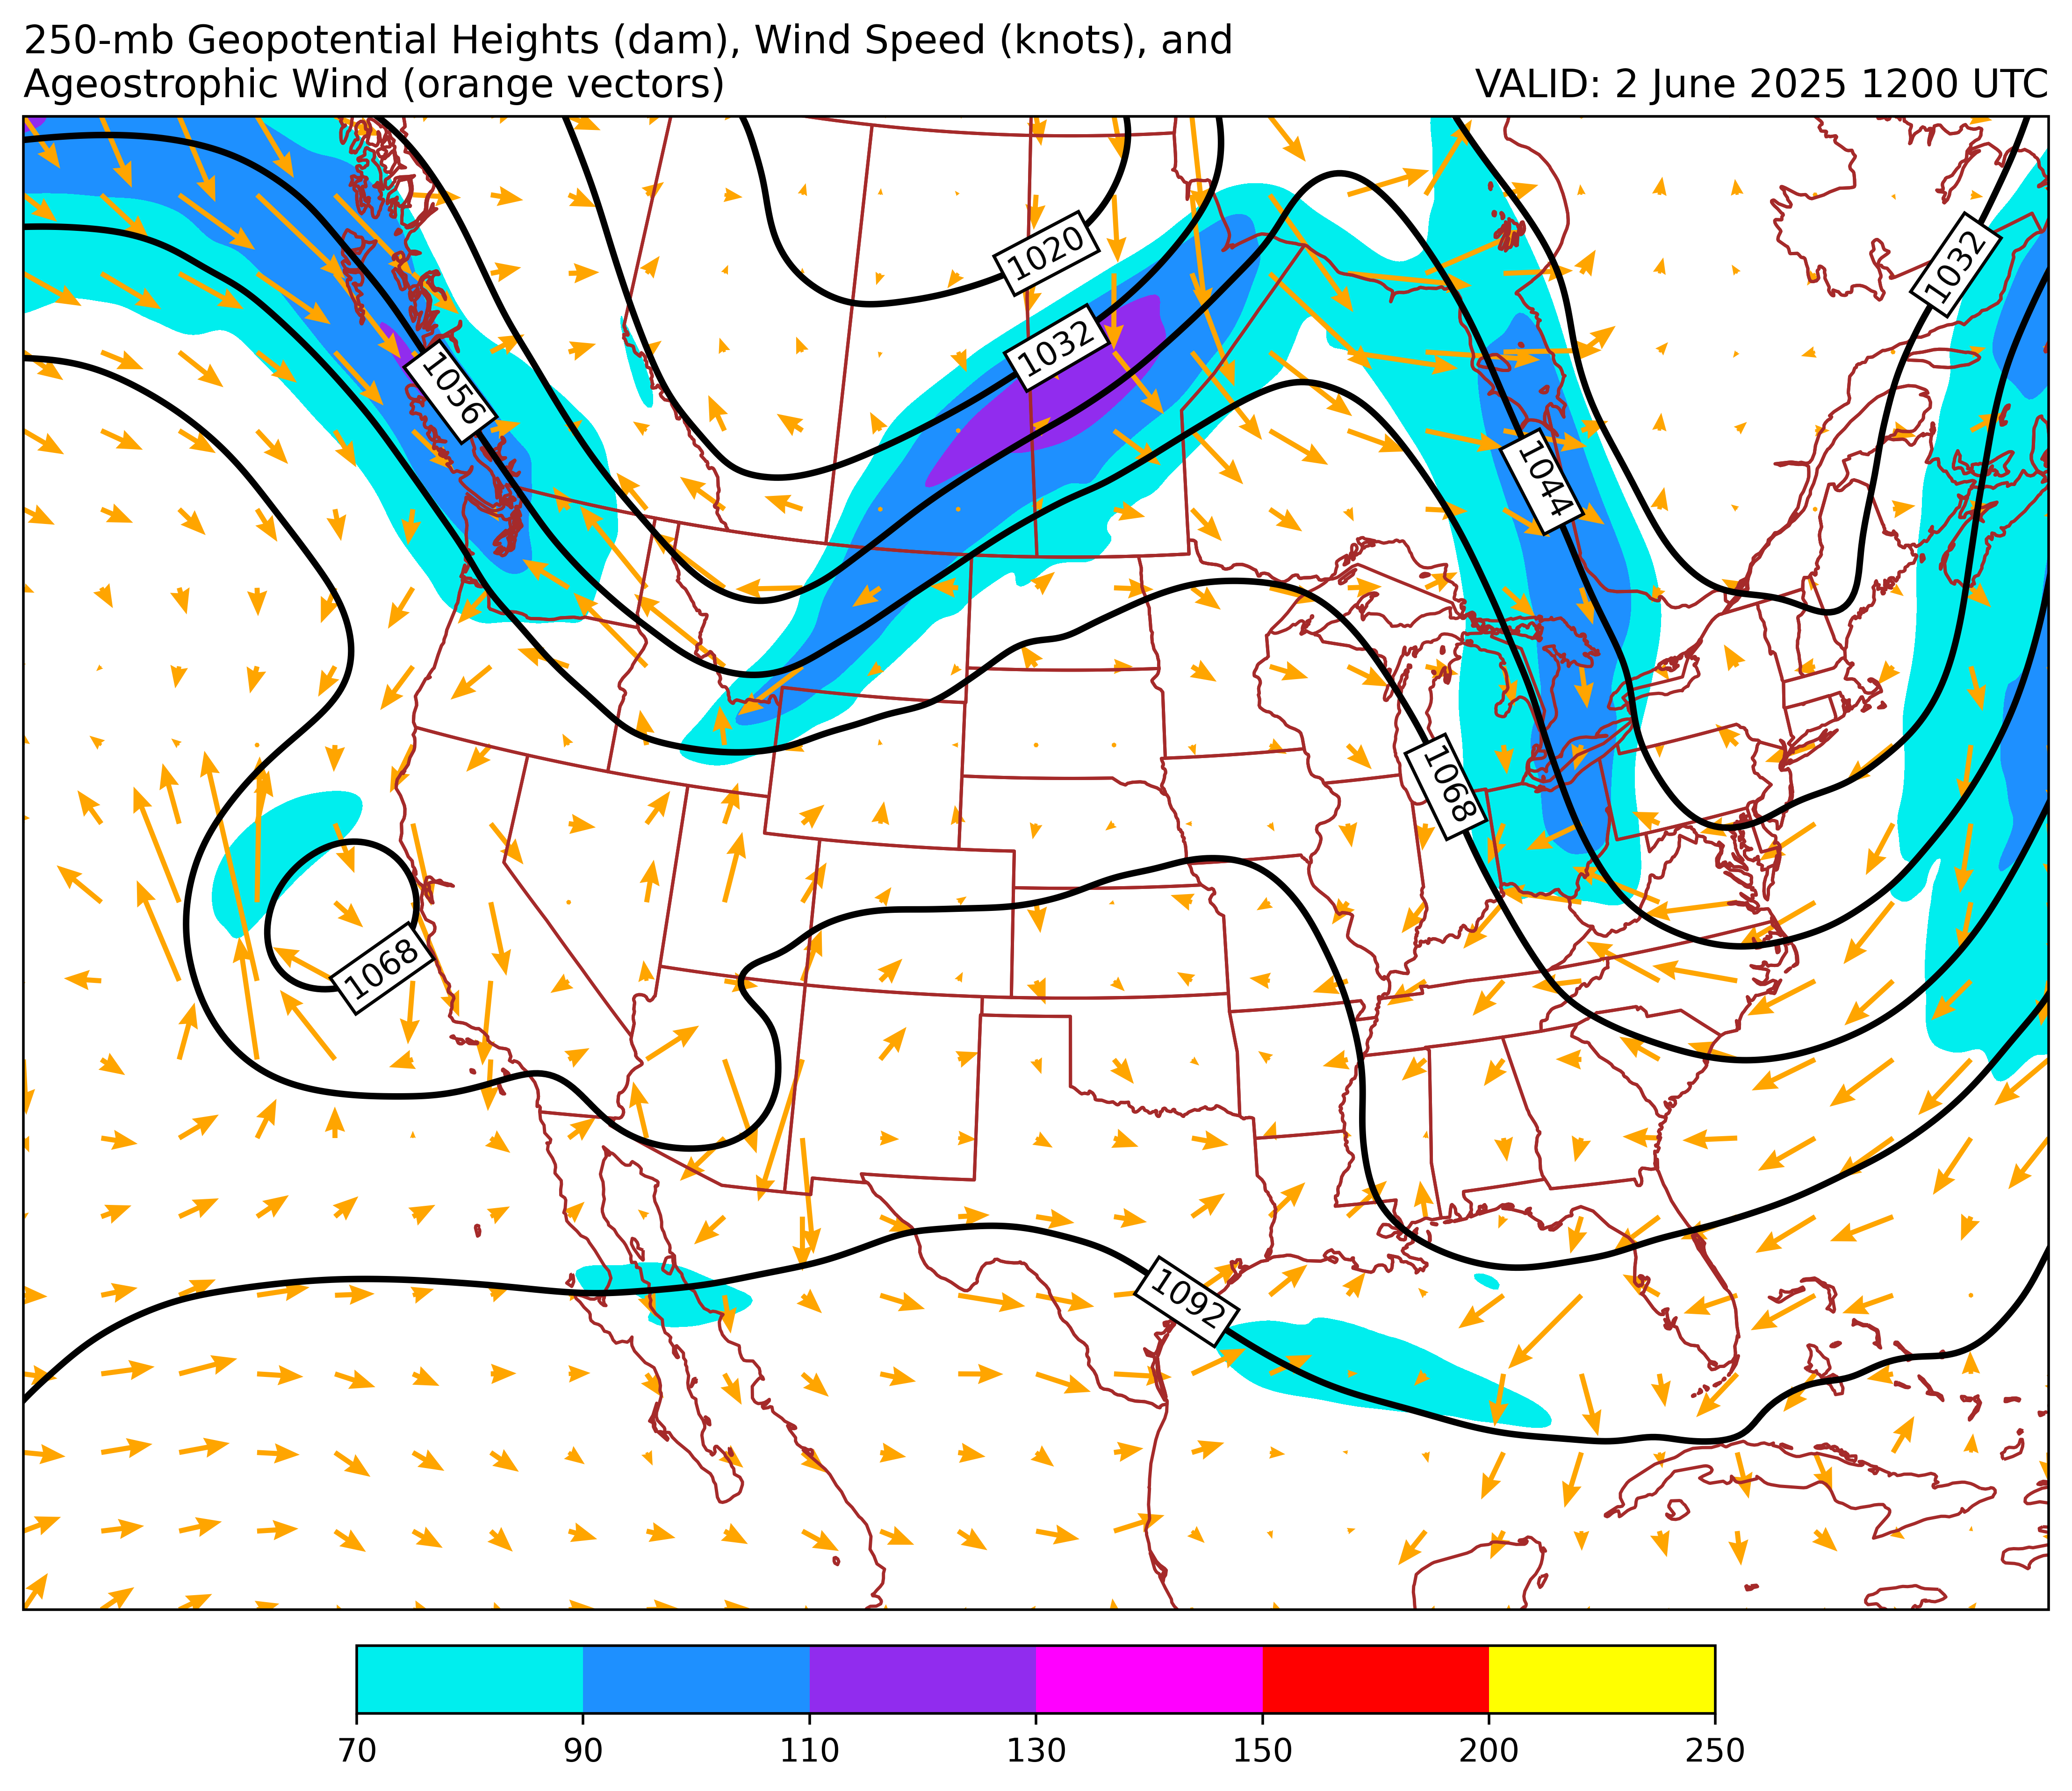 250-mb Geopotential Heights (dam), Wind Speed (knots), and
Ageostrophic Wind (orange vectors)
VALID: 2 June 2025 1200 UTC
1020
1032
1032
1056
1044
1068
1068
1092
70 90 110 130 150 200 250